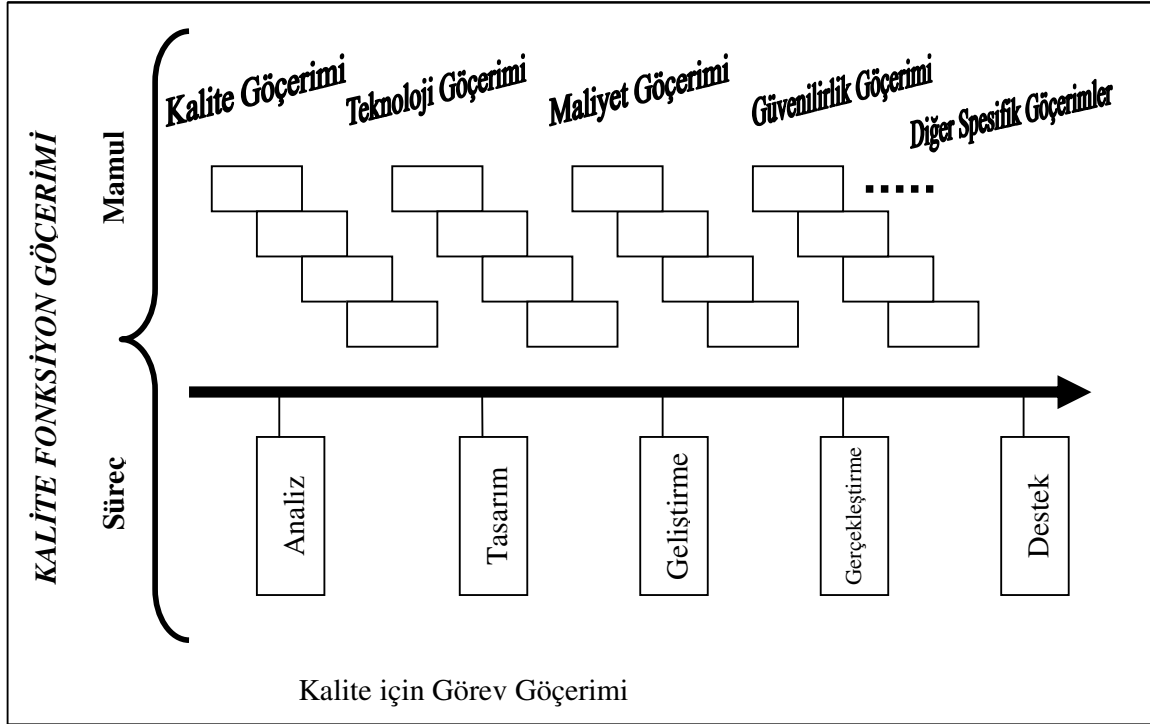 KALİTE FONKSİYON GÖÇERİMİ
Mamul
Kalite Göçerimi
Teknoloji Göçerimi
Maliyet Göçerimi
Güvenilirlik Göçerimi
Diğer Spesifik Göçerimler
Süreç
Analiz
Tasarım
Geliştirme
Gerçekleştirme
Destek
Kalite için Görev Göçerimi